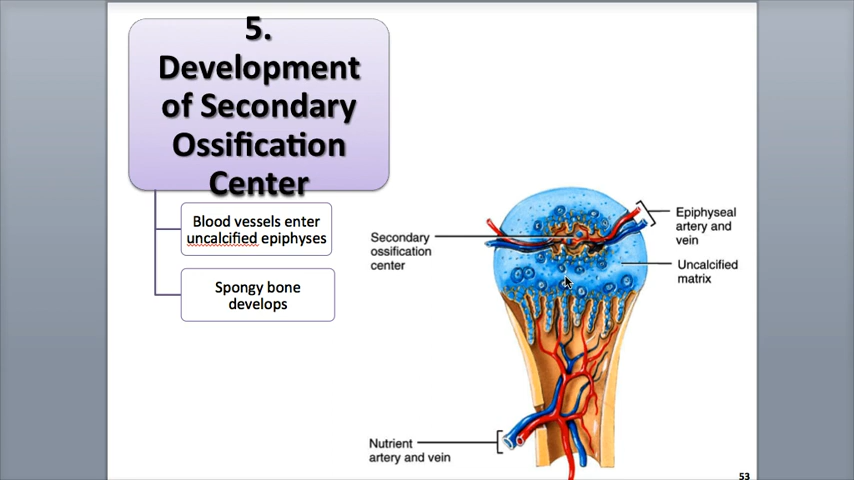 5.
Development
of Secondary
Ossification
Center
Blood vessels enter
uncalcified epiphyses
Spongy bone
develops
Secondary
ossification
center
Epiphyseal
artery and
vein
Uncalcified
matrix
Nutrient
artery and vein
53